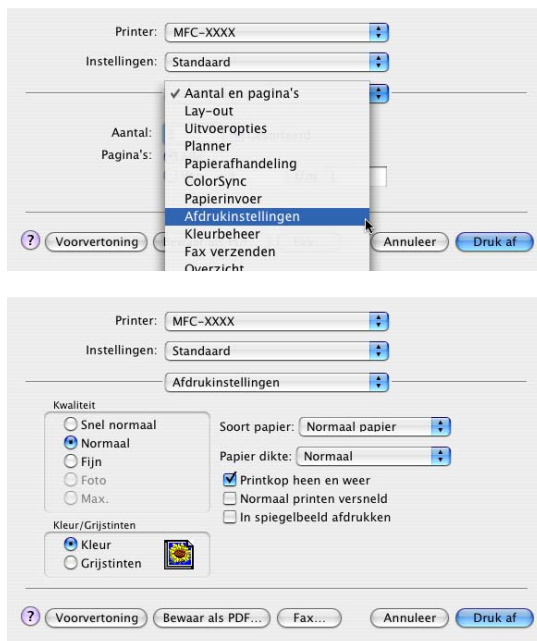 Printer: MFC-XXXX
Instellingen: Standaard
✓ Aantal en pagina's
Lay-out
Aantal: Uitvoeropties
Planner
Pagina's: Papierafhandeling
ColorSync
Papierinvoer
Afdrukinstellingen
? Voorvertoning Kleurbeheer Annuleer Druk af
Fax verzenden
Overzicht
Printer: MFC-XXXX
Instellingen: Standaard
Afdrukinstellingen
Kwaliteit
Snel normaal
Normaal
Fijn
Foto
Max.
Soort papier: Normaal papier
Papier dikte: Normaal
Printkop heen en weer
Normaal printen versneld
In spiegelbeeld afdrukken
Kleur/Grijstinten
Kleur
Grijstinten
? Voorvertoning Bewaar als PDF... Fax... Annuleer Druk af